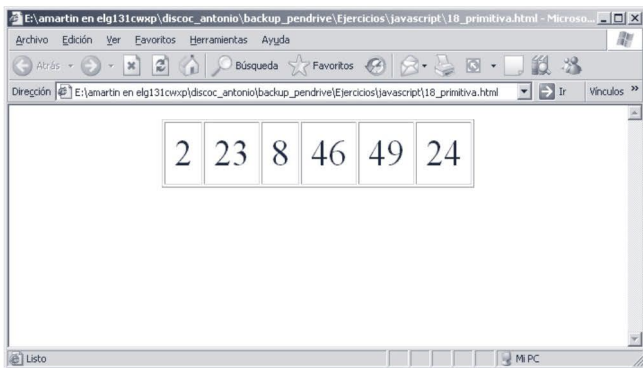 E:\amartin en elg131cwxp\discoc_antonio\backup_pendrive\Ejercicios\javascript\18_primitiva.html - Microso...
Archivo Edición Ver Favoritos Herramientas Ayuda
Atrás Búsqueda Favoritos
Dirección E:\amartin en elg131cwxp\discoc_antonio\backup_pendrive\Ejercicios\javascript\18_primitiva.html Ir Vínculos »
2 23 8 46 49 24
Listo Mi PC